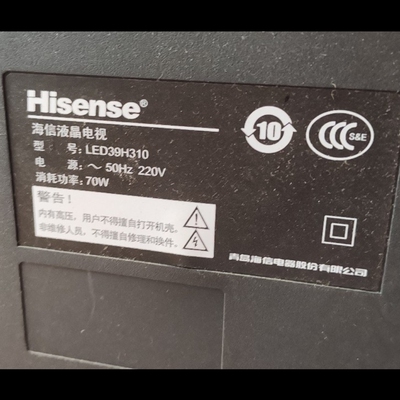 Hisense®
海信液晶电视
型 号: LED39H310
电 源: ～ 50Hz 220V
消耗功率: 70W
警告!
内有高压，用户不得擅自打开机壳。
非维修人员，不得擅自修理和换件。
10
CCC S&E
青岛海信电器股份有限公司